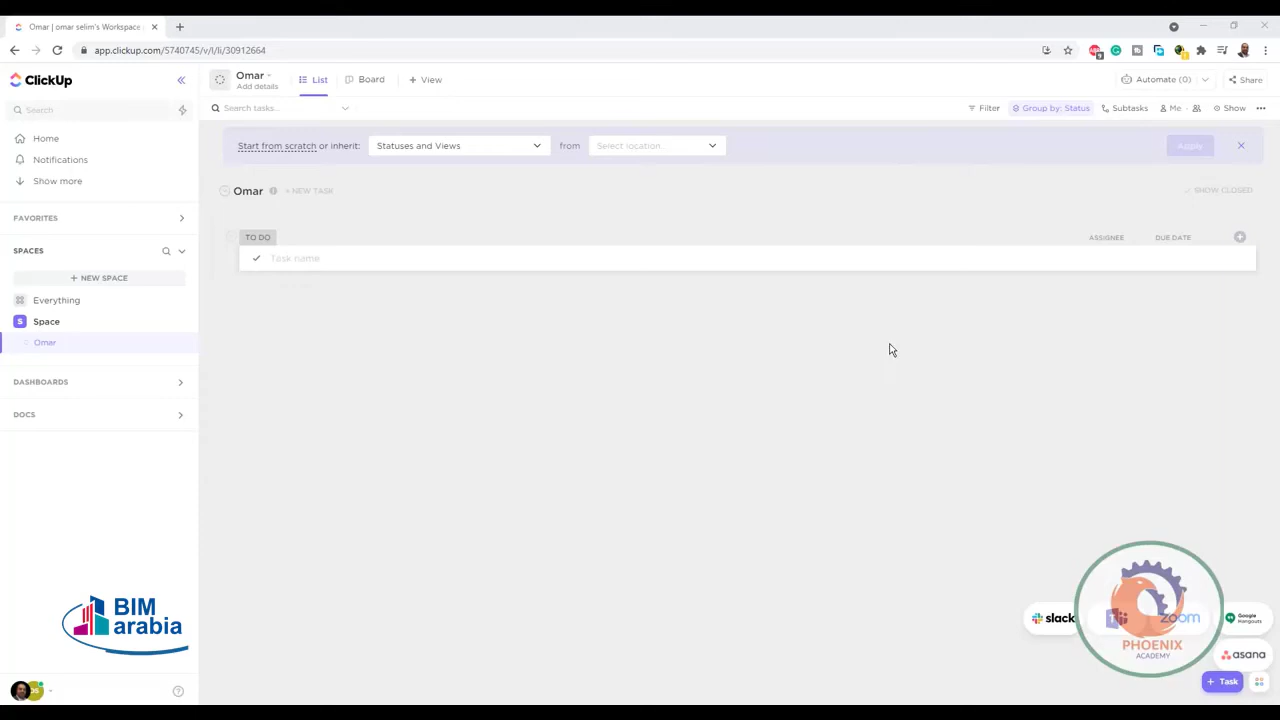 Omar | omar selim's Workspace
app.clickup.com/5740745/v/l/li/30912664
ClickUp
Search
Home
Notifications
Show more
FAVORITES
SPACES
+ NEW SPACE
Everything
S Space
Omar
DASHBOARDS
DOCS
BIM
arabia
Omar
Add details
List
Board
+ View
Automate (0)
Share
Search tasks...
Filter
Group by: Status
Subtasks
Me
Show
Start from scratch or inherit:
Statuses and Views
from
Select location...
Apply
Omar
+ NEW TASK
SHOW CLOSED
TO DO
ASSIGNEE
DUE DATE
Task name
slack
zoom
Google
Hangouts
PHOENIX
ACADEMY
asana
+ Task